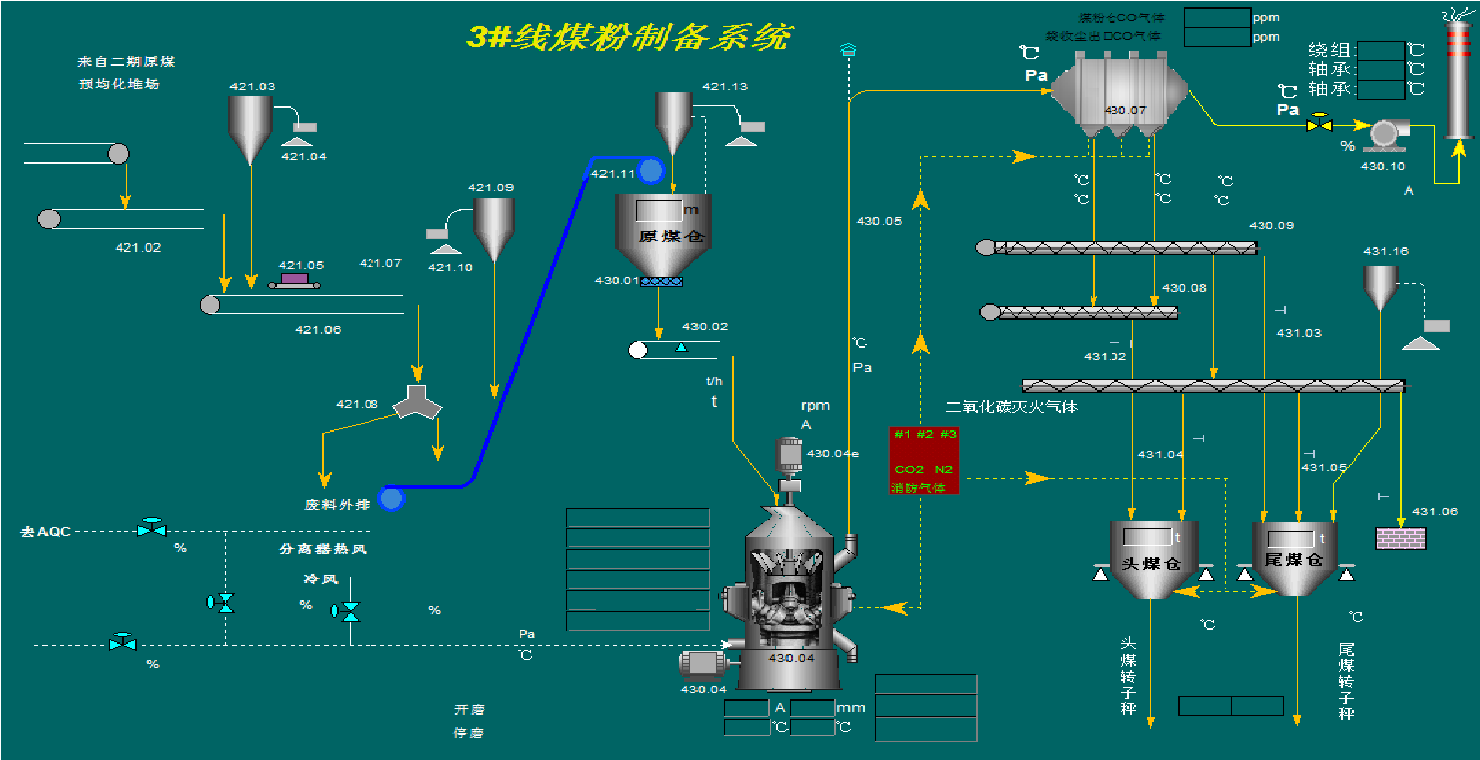 3#线煤粉制备系统
煤粉仓CO气体
ppm
袋收尘出口CO气体
ppm
来自二期原煤
预均化堆场
421.03
421.04
421.02
421.05
421.07
421.06
421.08
421.09
421.10
421.11
421.13
m
原煤仓
430.01
430.02
t/h
t
rpm
A
430.04e
430.05
℃
Pa
℃
Pa
430.07
℃
Pa
绕组
℃
轴承
℃
轴承
℃
%
430.10
A
℃
℃
℃
℃
℃
℃
430.09
430.08
431.16
431.03
431.02
二氧化碳灭火气体
#1 #2 #3
CO2 N2
消防气体
431.04
431.05
431.06
t
头煤仓
t
尾煤仓
℃
℃
头煤转子秤
尾煤转子秤
废料外排
去AQC
%
分离器热风
冷风
%
%
%
Pa
℃
430.04
430.04
A
mm
℃
℃
开磨
停磨